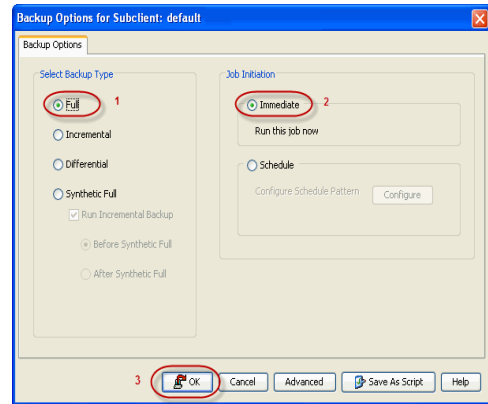 Backup Options for Subclient: default
Backup Options
Select Backup Type
Full
1
Incremental
Differential
Synthetic Full
Run Incremental Backup
Before Synthetic Full
After Synthetic Full
Job Initiation
Immediate
2
Run this job now
Schedule
Configure Schedule Pattern
Configure
3
OK
Cancel
Advanced
Save As Script
Help